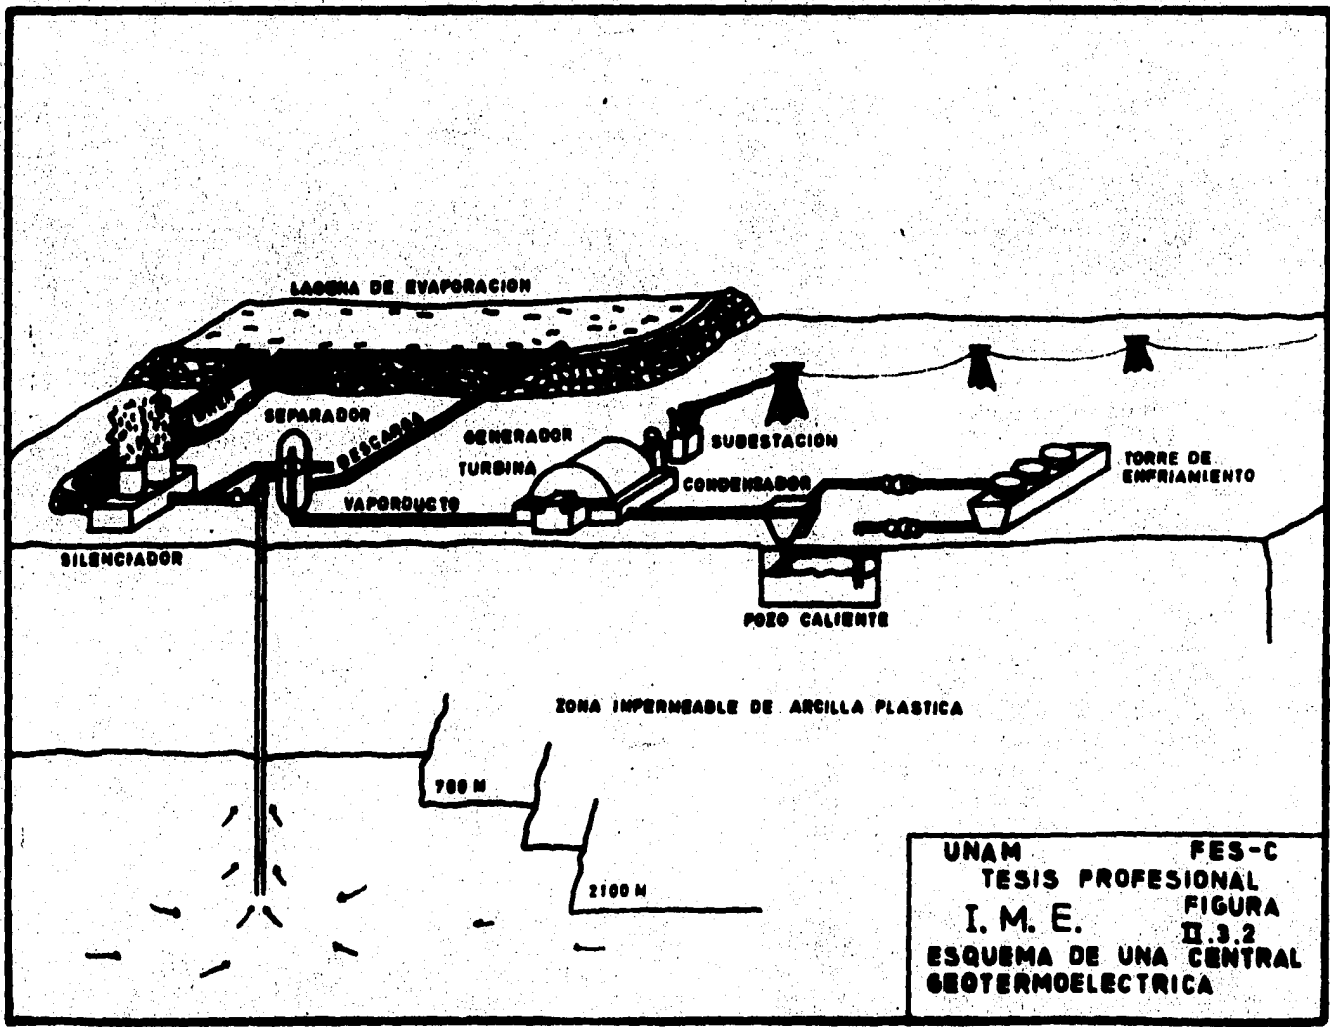 LAGUNA DE EVAPORACION
SEPARADOR
DESCARGA
GENERADOR
TURBINA
SUBESTACION
CONDENSADOR
TORRE DE
ENFRIAMIENTO
VAPORDUCTO
SILENCIADOR
POZO CALIENTE
ZONA IMPERMEABLE DE ARCILLA PLASTICA
700 M
2100 M
UNAM FES-C
TESIS PROFESIONAL
I. M. E. FIGURA
II.3.2
ESQUEMA DE UNA CENTRAL
GEOTERMOELECTRICA